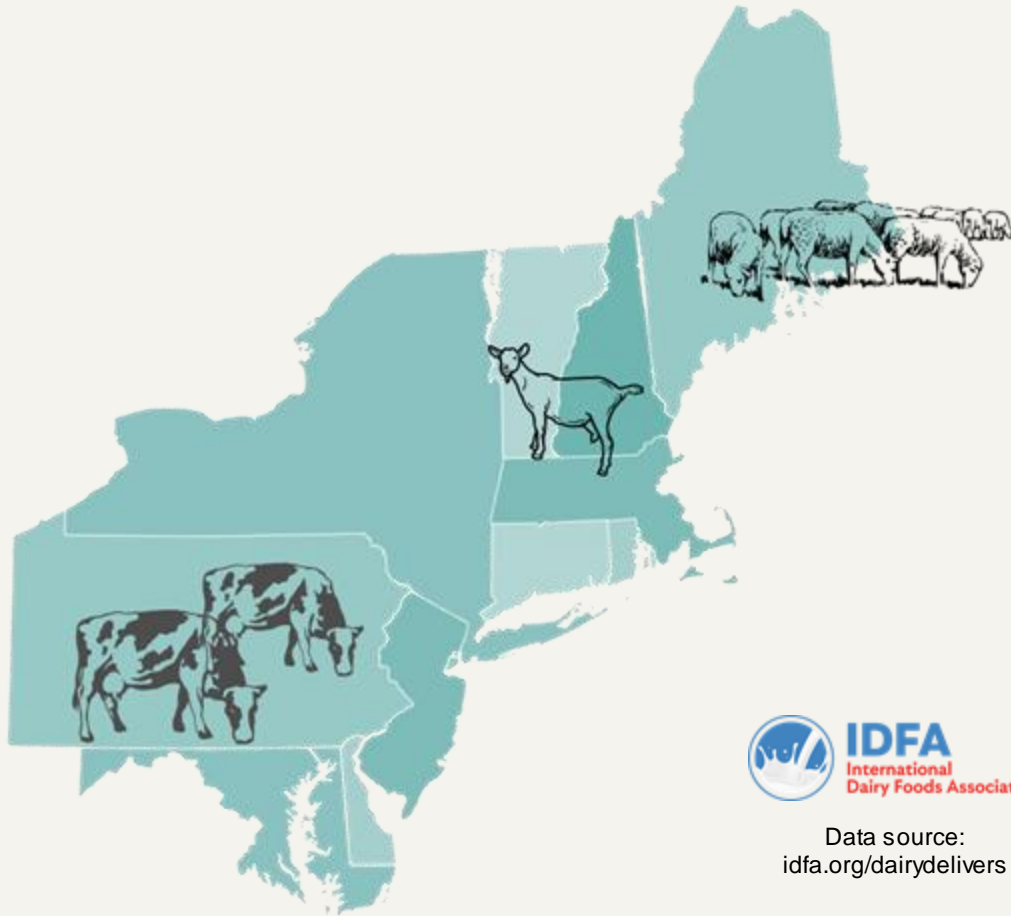 IDFA
International
Dairy Foods Associat
Data source:
idfa.org/dairydelivers